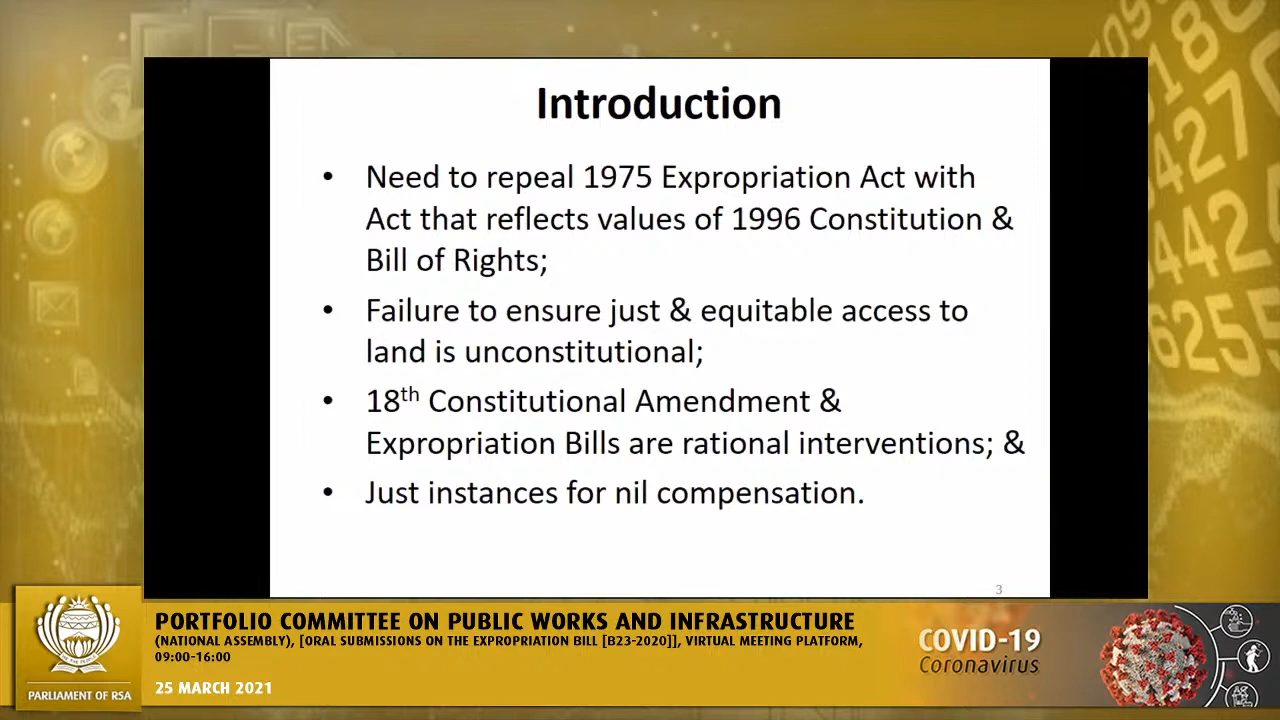 Introduction
• Need to repeal 1975 Expropriation Act with
Act that reflects values of 1996 Constitution &
Bill of Rights;
• Failure to ensure just & equitable access to
land is unconstitutional;
• 18th Constitutional Amendment &
Expropriation Bills are rational interventions; &
• Just instances for nil compensation.
3
PORTFOLIO COMMITTEE ON PUBLIC WORKS AND INFRASTRUCTURE
(NATIONAL ASSEMBLY), [ORAL SUBMISSIONS ON THE EXPROPRIATION BILL [B23-2020]], VIRTUAL MEETING PLATFORM,
09:00-16:00
25 MARCH 2021
PARLIAMENT OF RSA
COVID-19
Coronavirus